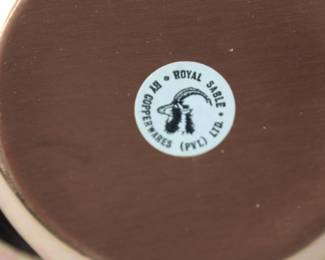 • ROYAL SABLE •
BY COPPERWARES (PVT.) LTD.